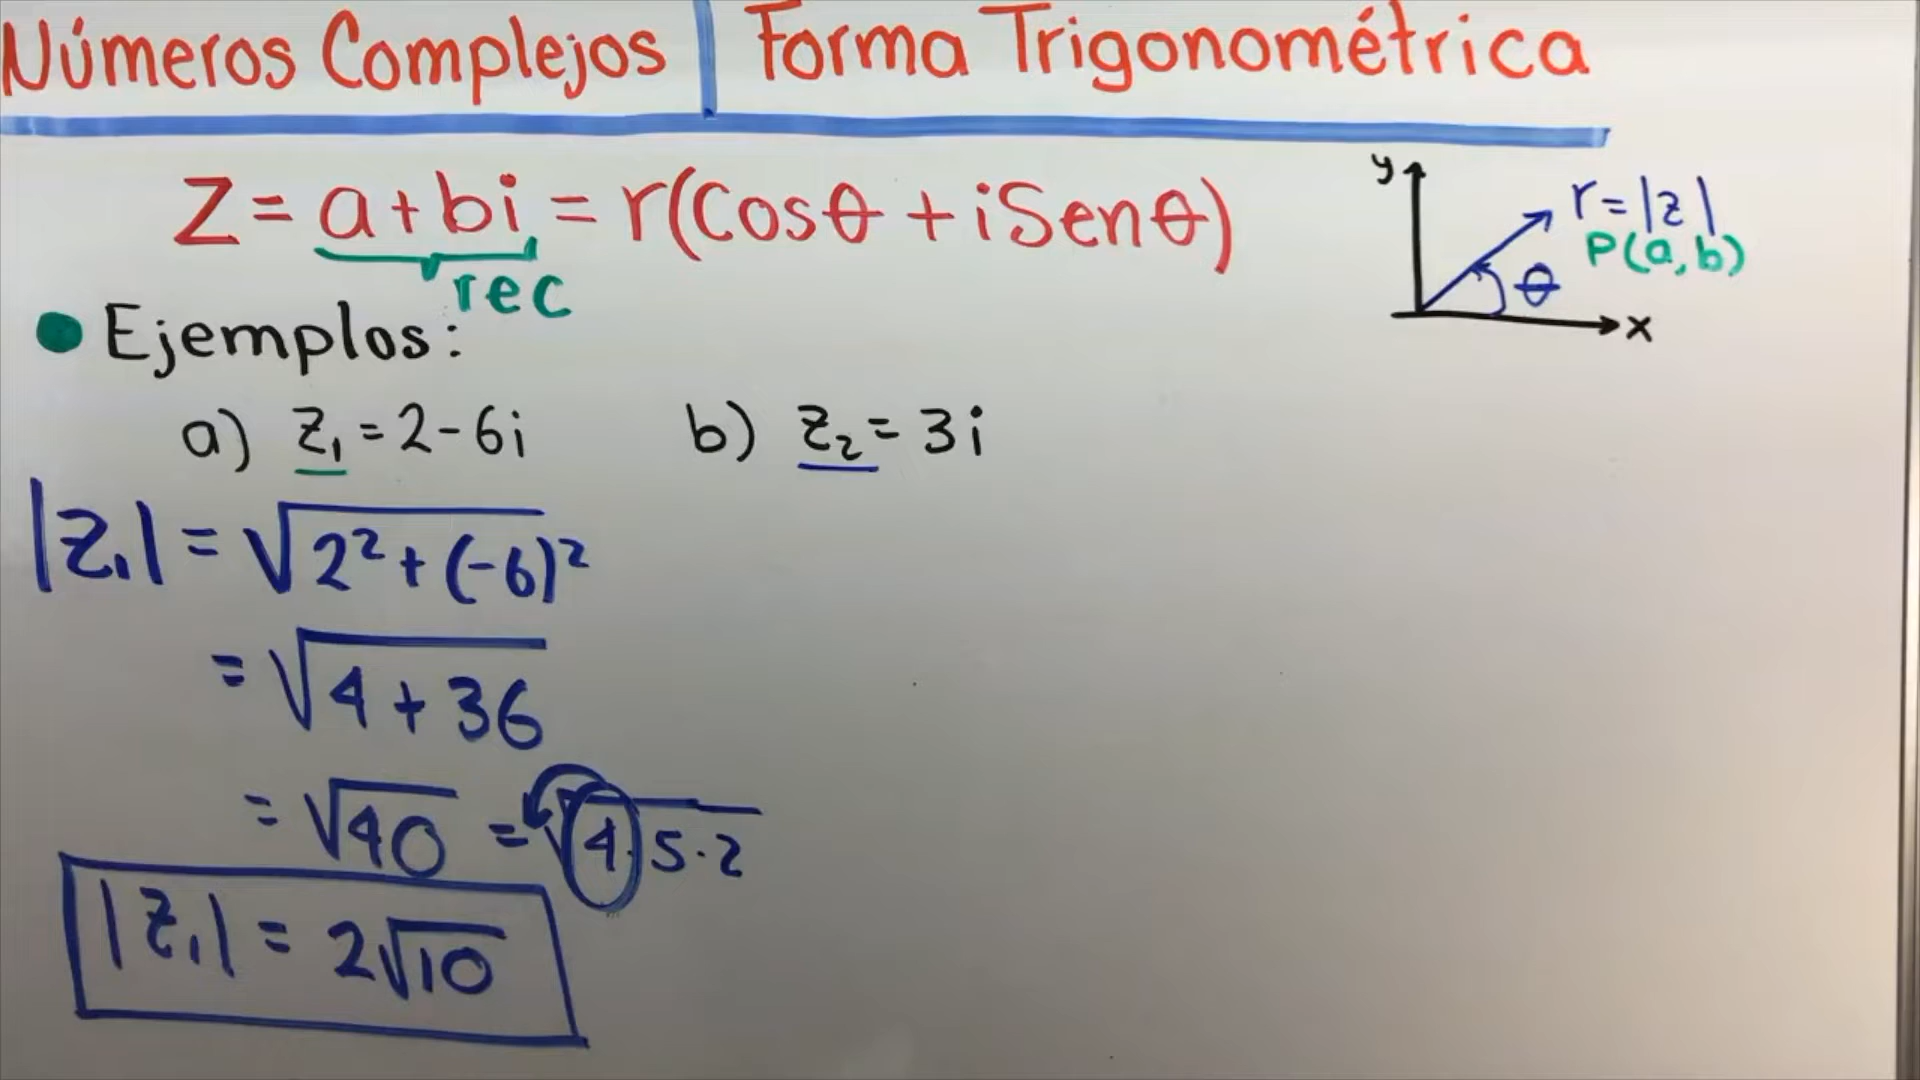 Números Complejos | Forma Trigonométrica
Z = a + bi = r(Cosθ + iSenθ)
rec
y
r = |z|
P(a, b)
θ
x
Ejemplos:
a) z₁ = 2 - 6i
b) z₂ = 3i
|z₁| = √2² + (-6)²
= √4 + 36
= √40 = √4 · 5 · 2
|z₁| = 2√10